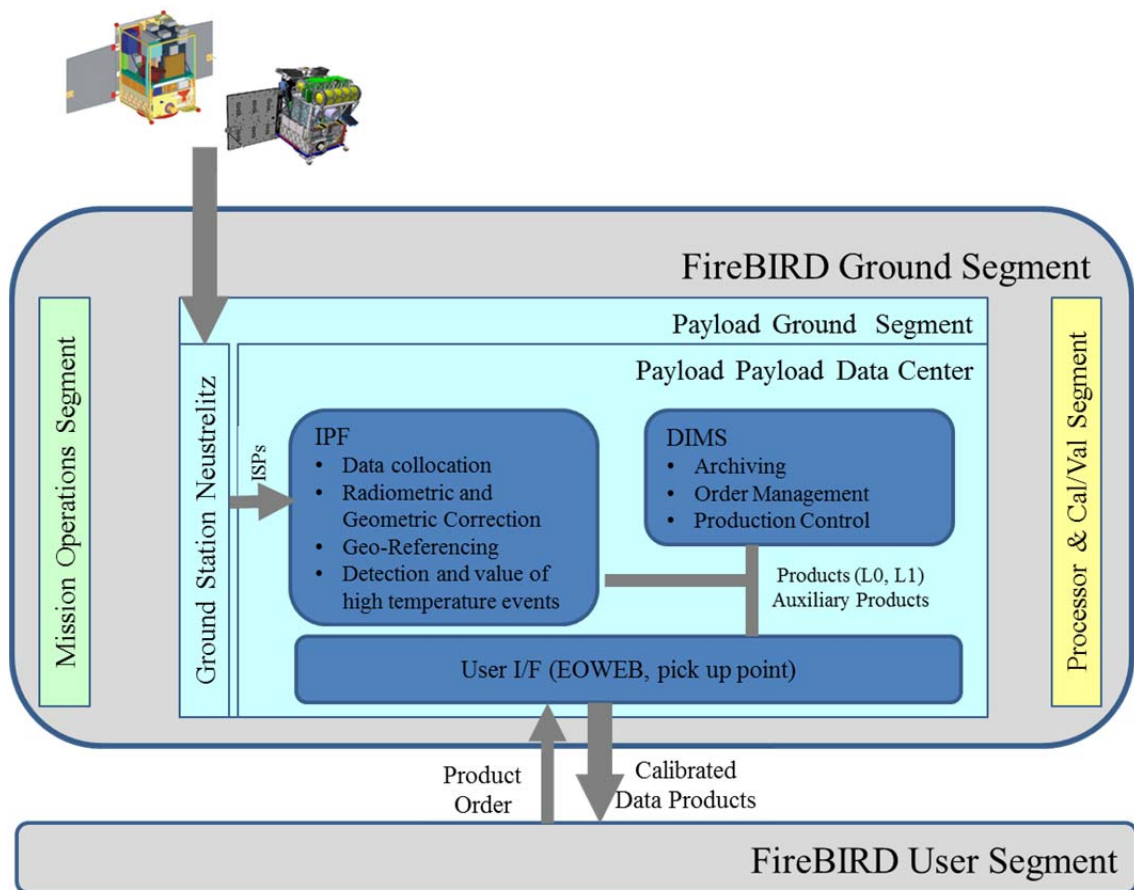 FireBIRD Ground Segment
Mission Operations Segment
Payload Ground Segment
Ground Station Neustrelitz
Payload Payload Data Center
ISPs
IPF
• Data collocation
• Radiometric and
Geometric Correction
• Geo-Referencing
• Detection and value of
high temperature events
DIMS
• Archiving
• Order Management
• Production Control
Products (L0, L1)
Auxiliary Products
User I/F (EOWEB, pick up point)
Processor & Cal/Val Segment
Product
Order
Calibrated
Data Products
FireBIRD User Segment